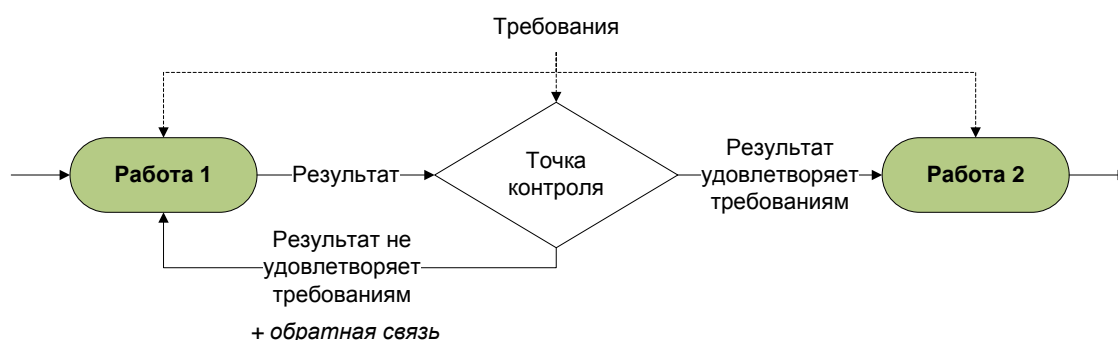 Требования
Работа 1
Результат
Точка
контроля
Результат
удовлетворяет
требованиям
Работа 2
Результат не
удовлетворяет
требованиям
+ обратная связь